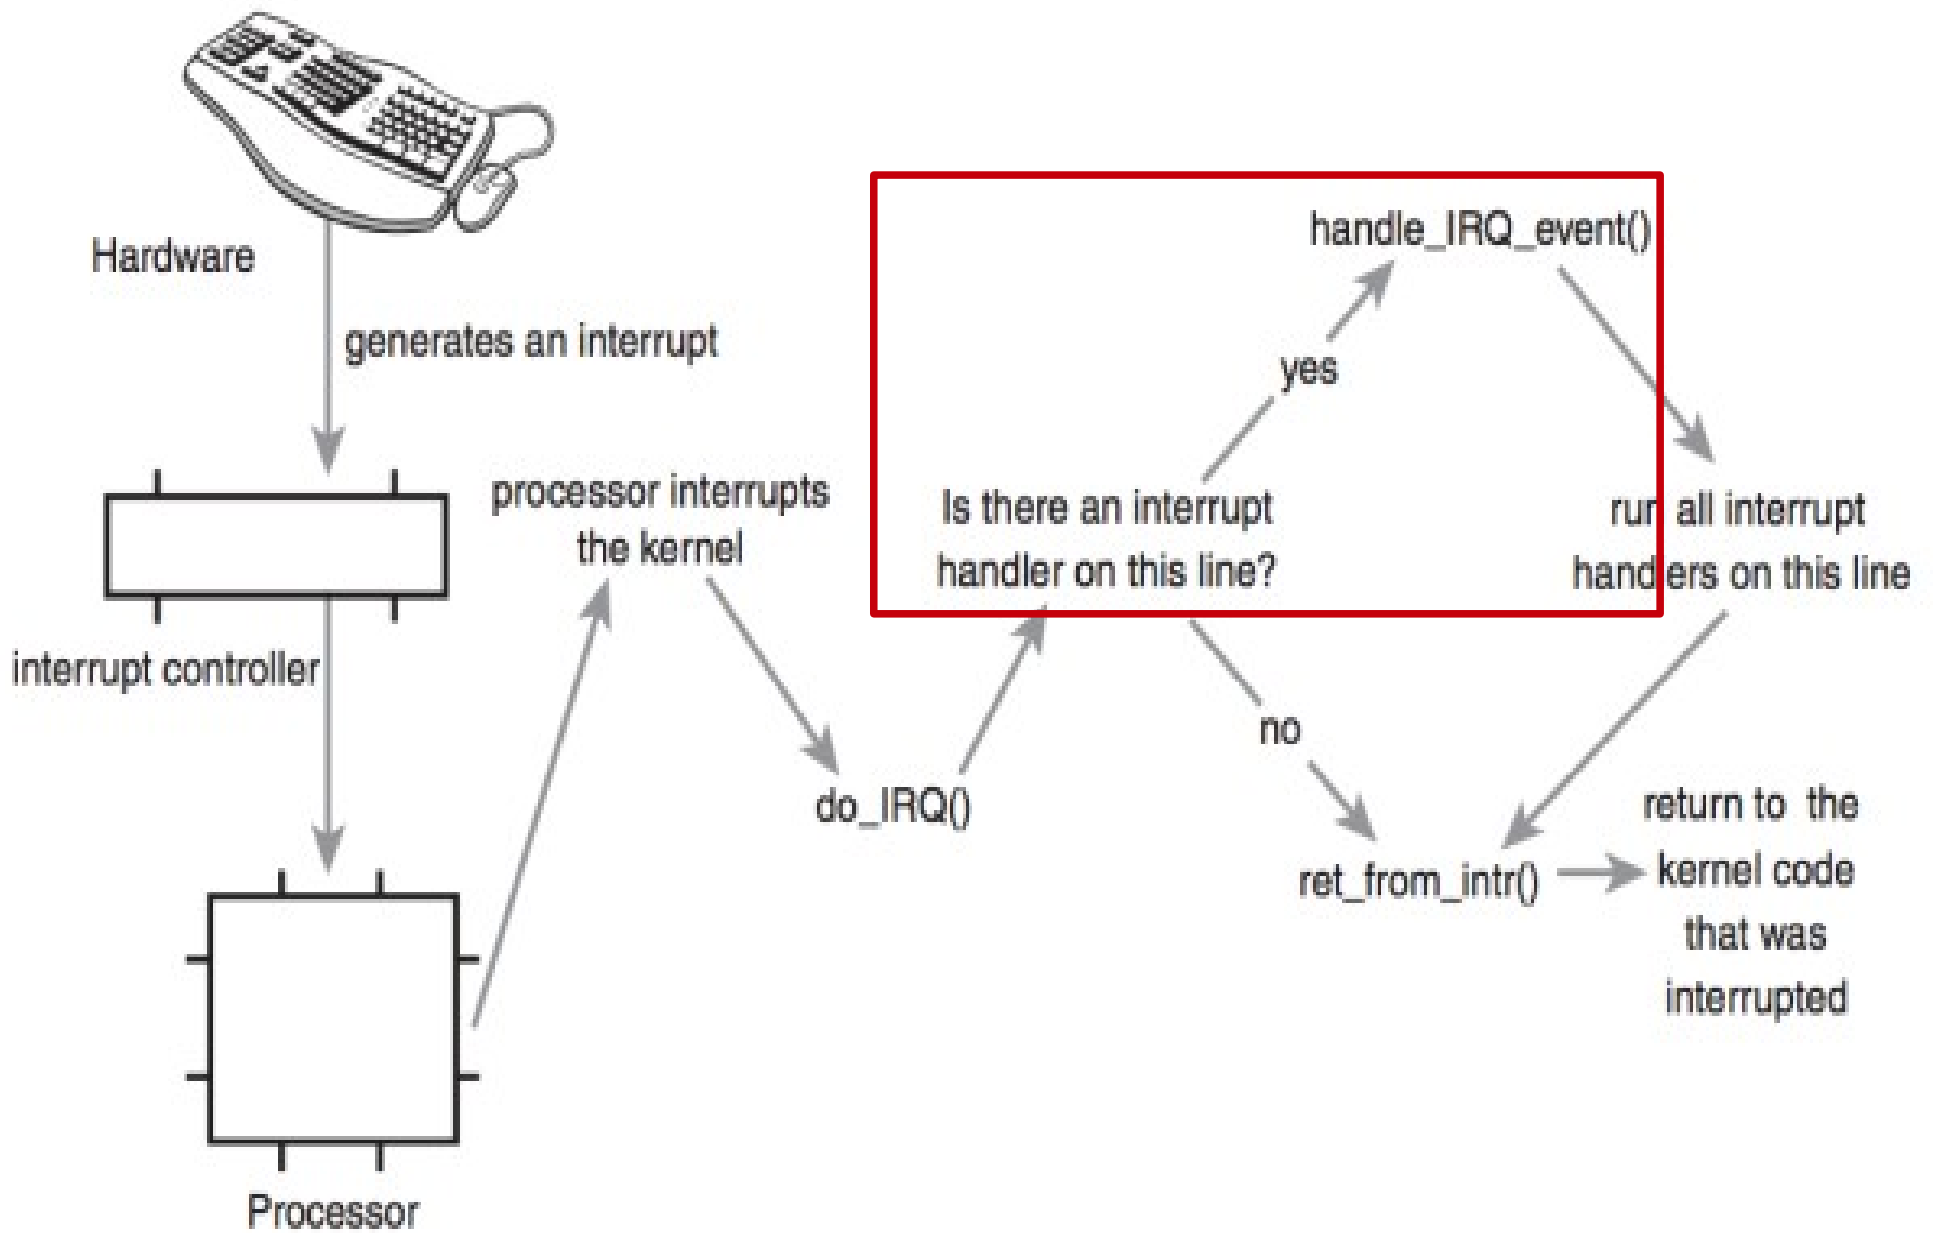 Hardware
generates an interrupt
interrupt controller
Processor
processor interrupts
the kernel
do_IRQ()
Is there an interrupt
handler on this line?
yes
handle_IRQ_event()
run all interrupt
handlers on this line
no
ret_from_intr()
return to the
kernel code
that was
interrupted